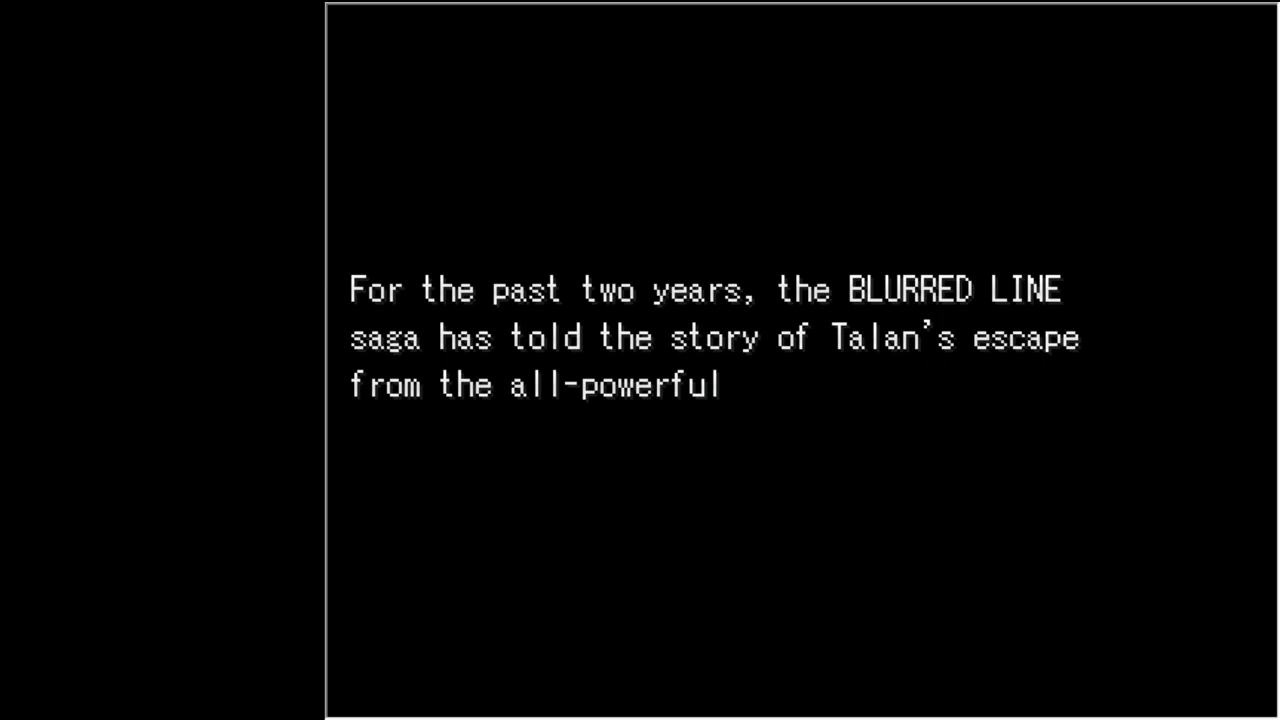 For the past two years, the BLURRED LINE
saga has told the story of Talan's escape
from the all-powerful